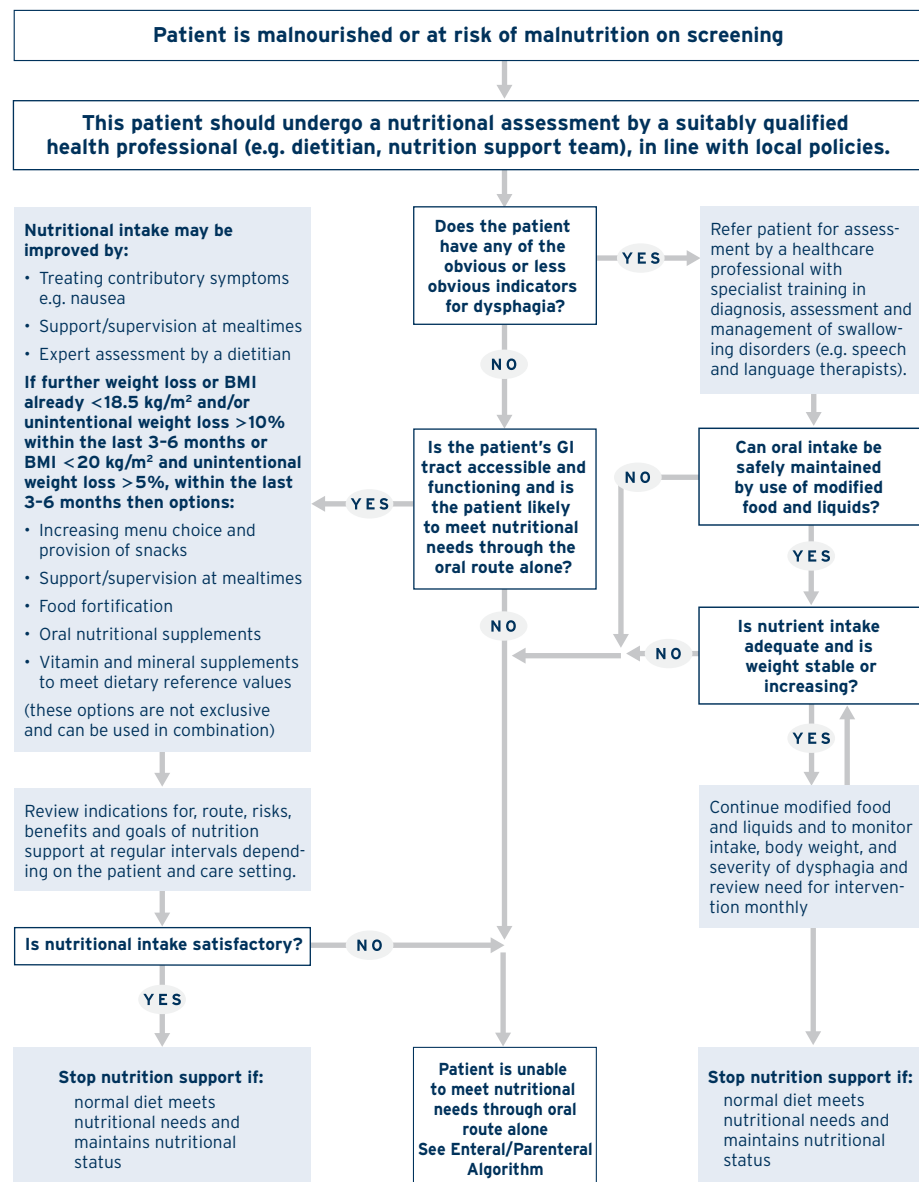 Patient is malnourished or at risk of malnutrition on screening
This patient should undergo a nutritional assessment by a suitably qualified
health professional (e.g. dietitian, nutrition support team), in line with local policies.
Nutritional intake may be
improved by:
• Treating contributory symptoms
e.g. nausea
• Support/supervision at mealtimes
• Expert assessment by a dietitian
If further weight loss or BMI
already <18.5 kg/m² and/or
unintentional weight loss >10%
within the last 3-6 months or
BMI <20 kg/m² and unintentional
weight loss >5%, within the last
3-6 months then options:
• Increasing menu choice and
provision of snacks
• Support/supervision at mealtimes
• Food fortification
• Oral nutritional supplements
• Vitamin and mineral supplements
to meet dietary reference values
(these options are not exclusive
and can be used in combination)
Does the patient
have any of the
obvious or less
obvious indicators
for dysphagia?
YES
Refer patient for assess-
ment by a healthcare
professional with
specialist training in
diagnosis, assessment and
management of swallow-
ing disorders (e.g. speech
and language therapists).
NO
Is the patient's GI
tract accessible and
functioning and is
the patient likely
to meet nutritional
needs through the
oral route alone?
YES
NO
Can oral intake be
safely maintained
by use of modified
food and liquids?
NO
YES
Is nutrient intake
adequate and is
weight stable or
increasing?
NO
YES
Continue modified food
and liquids and to monitor
intake, body weight, and
severity of dysphagia and
review need for interven-
tion monthly
Review indications for, route, risks,
benefits and goals of nutrition
support at regular intervals depend-
ing on the patient and care setting.
Is nutritional intake satisfactory?
NO
YES
Stop nutrition support if:
normal diet meets
nutritional needs and
maintains nutritional
status
Patient is unable
to meet nutritional
needs through oral
route alone
See Enteral/Parenteral
Algorithm
Stop nutrition support if:
normal diet meets
nutritional needs and
maintains nutritional
status